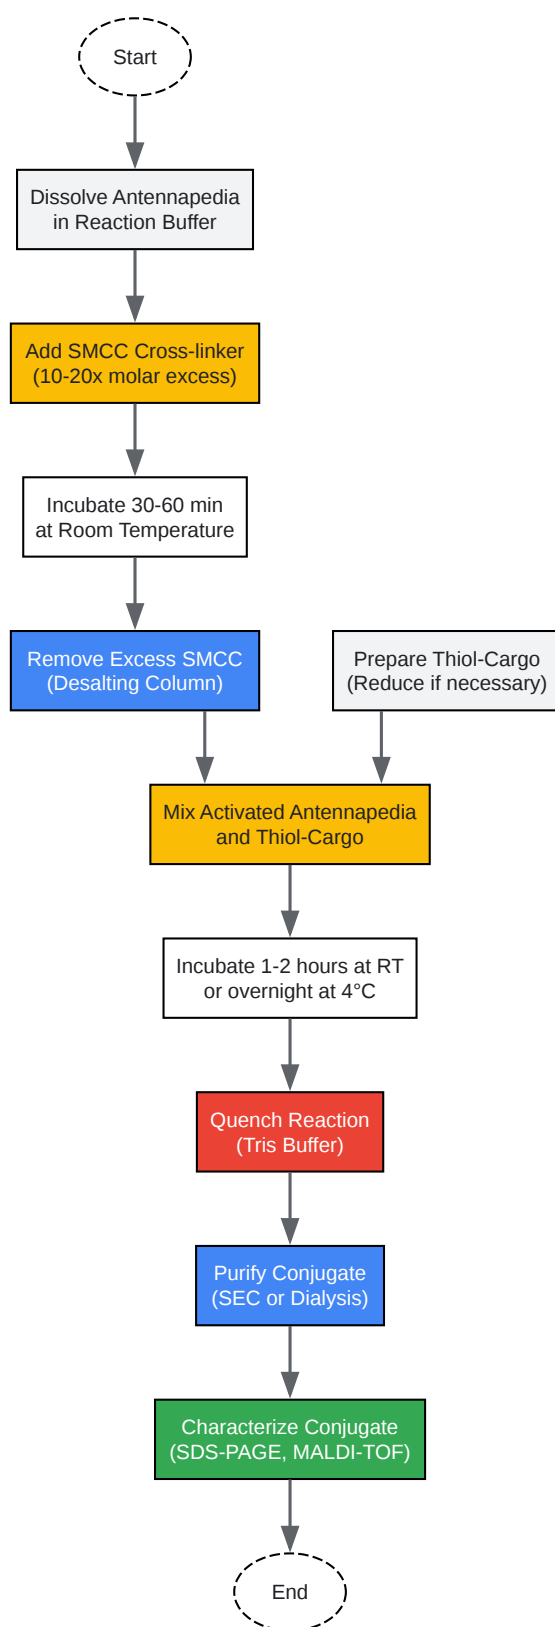 Start
Dissolve Antennapedia
in Reaction Buffer
Add SMCC Cross-linker
(10-20x molar excess)
Incubate 30-60 min
at Room Temperature
Remove Excess SMCC
(Desalting Column)
Prepare Thiol-Cargo
(Reduce if necessary)
Mix Activated Antennapedia
and Thiol-Cargo
Incubate 1-2 hours at RT
or overnight at 4°C
Quench Reaction
(Tris Buffer)
Purify Conjugate
(SEC or Dialysis)
Characterize Conjugate
(SDS-PAGE, MALDI-TOF)
End